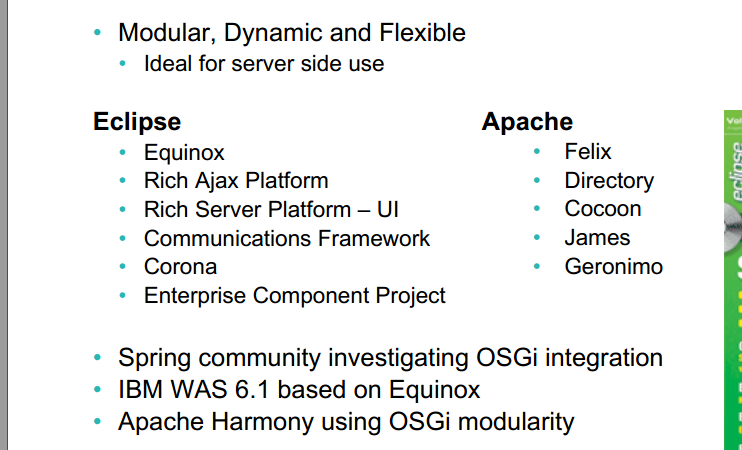 Modular, Dynamic and Flexible
Ideal for server side use
Eclipse
Equinox
Rich Ajax Platform
Rich Server Platform – UI
Communications Framework
Corona
Enterprise Component Project
Apache
Felix
Directory
Cocoon
James
Geronimo
Spring community investigating OSGi integration
IBM WAS 6.1 based on Equinox
Apache Harmony using OSGi modularity
eclipse